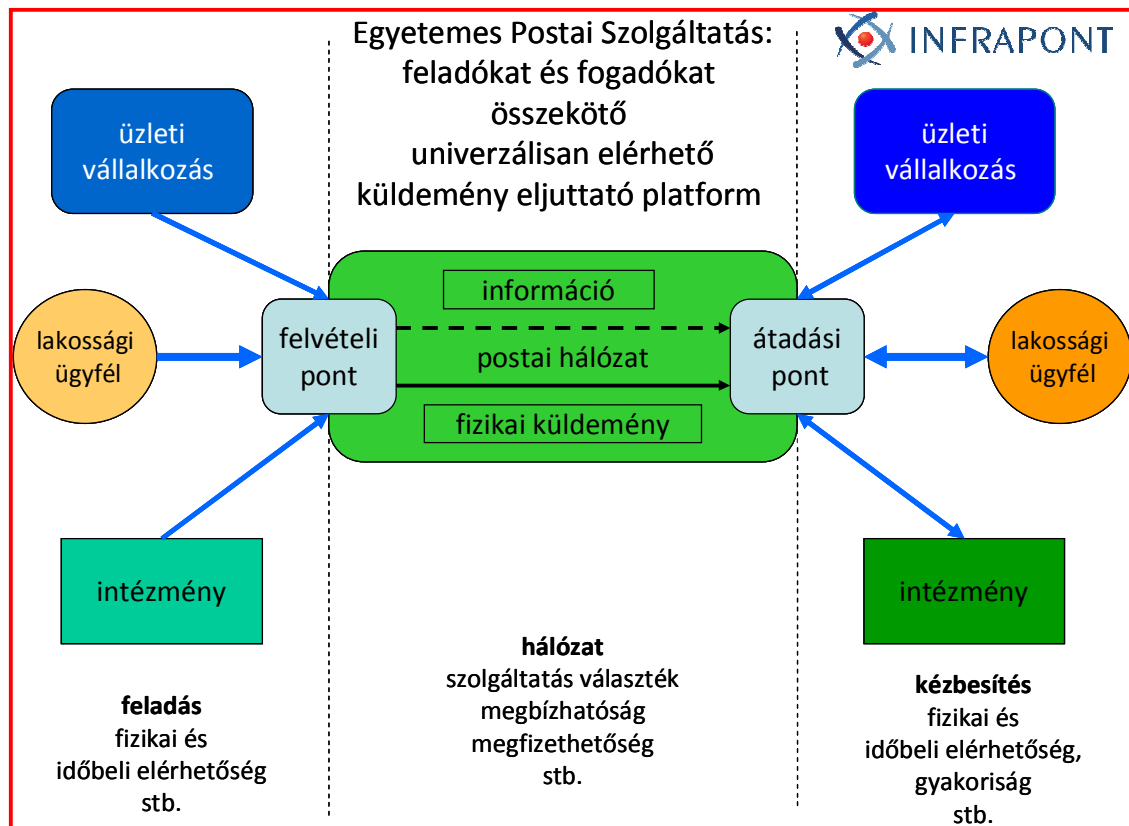 Egyetemes Postai Szolgáltatás:
feladókat és fogadókat
összekötő
univerzálisan elérhető
küldemény eljuttató platform
INFRAPONT
üzleti
vállalkozás
üzleti
vállalkozás
lakossági
ügyfél
felvételi
pont
információ
postai hálózat
fizikai küldemény
átadási
pont
lakossági
ügyfél
intézmény
intézmény
feladás
fizikai és
időbeli elérhetőség
stb.
hálózat
szolgáltatás választék
megbízhatóság
megfizethetőség
stb.
kézbesítés
fizikai és
időbeli elérhetőség,
gyakoriság
stb.